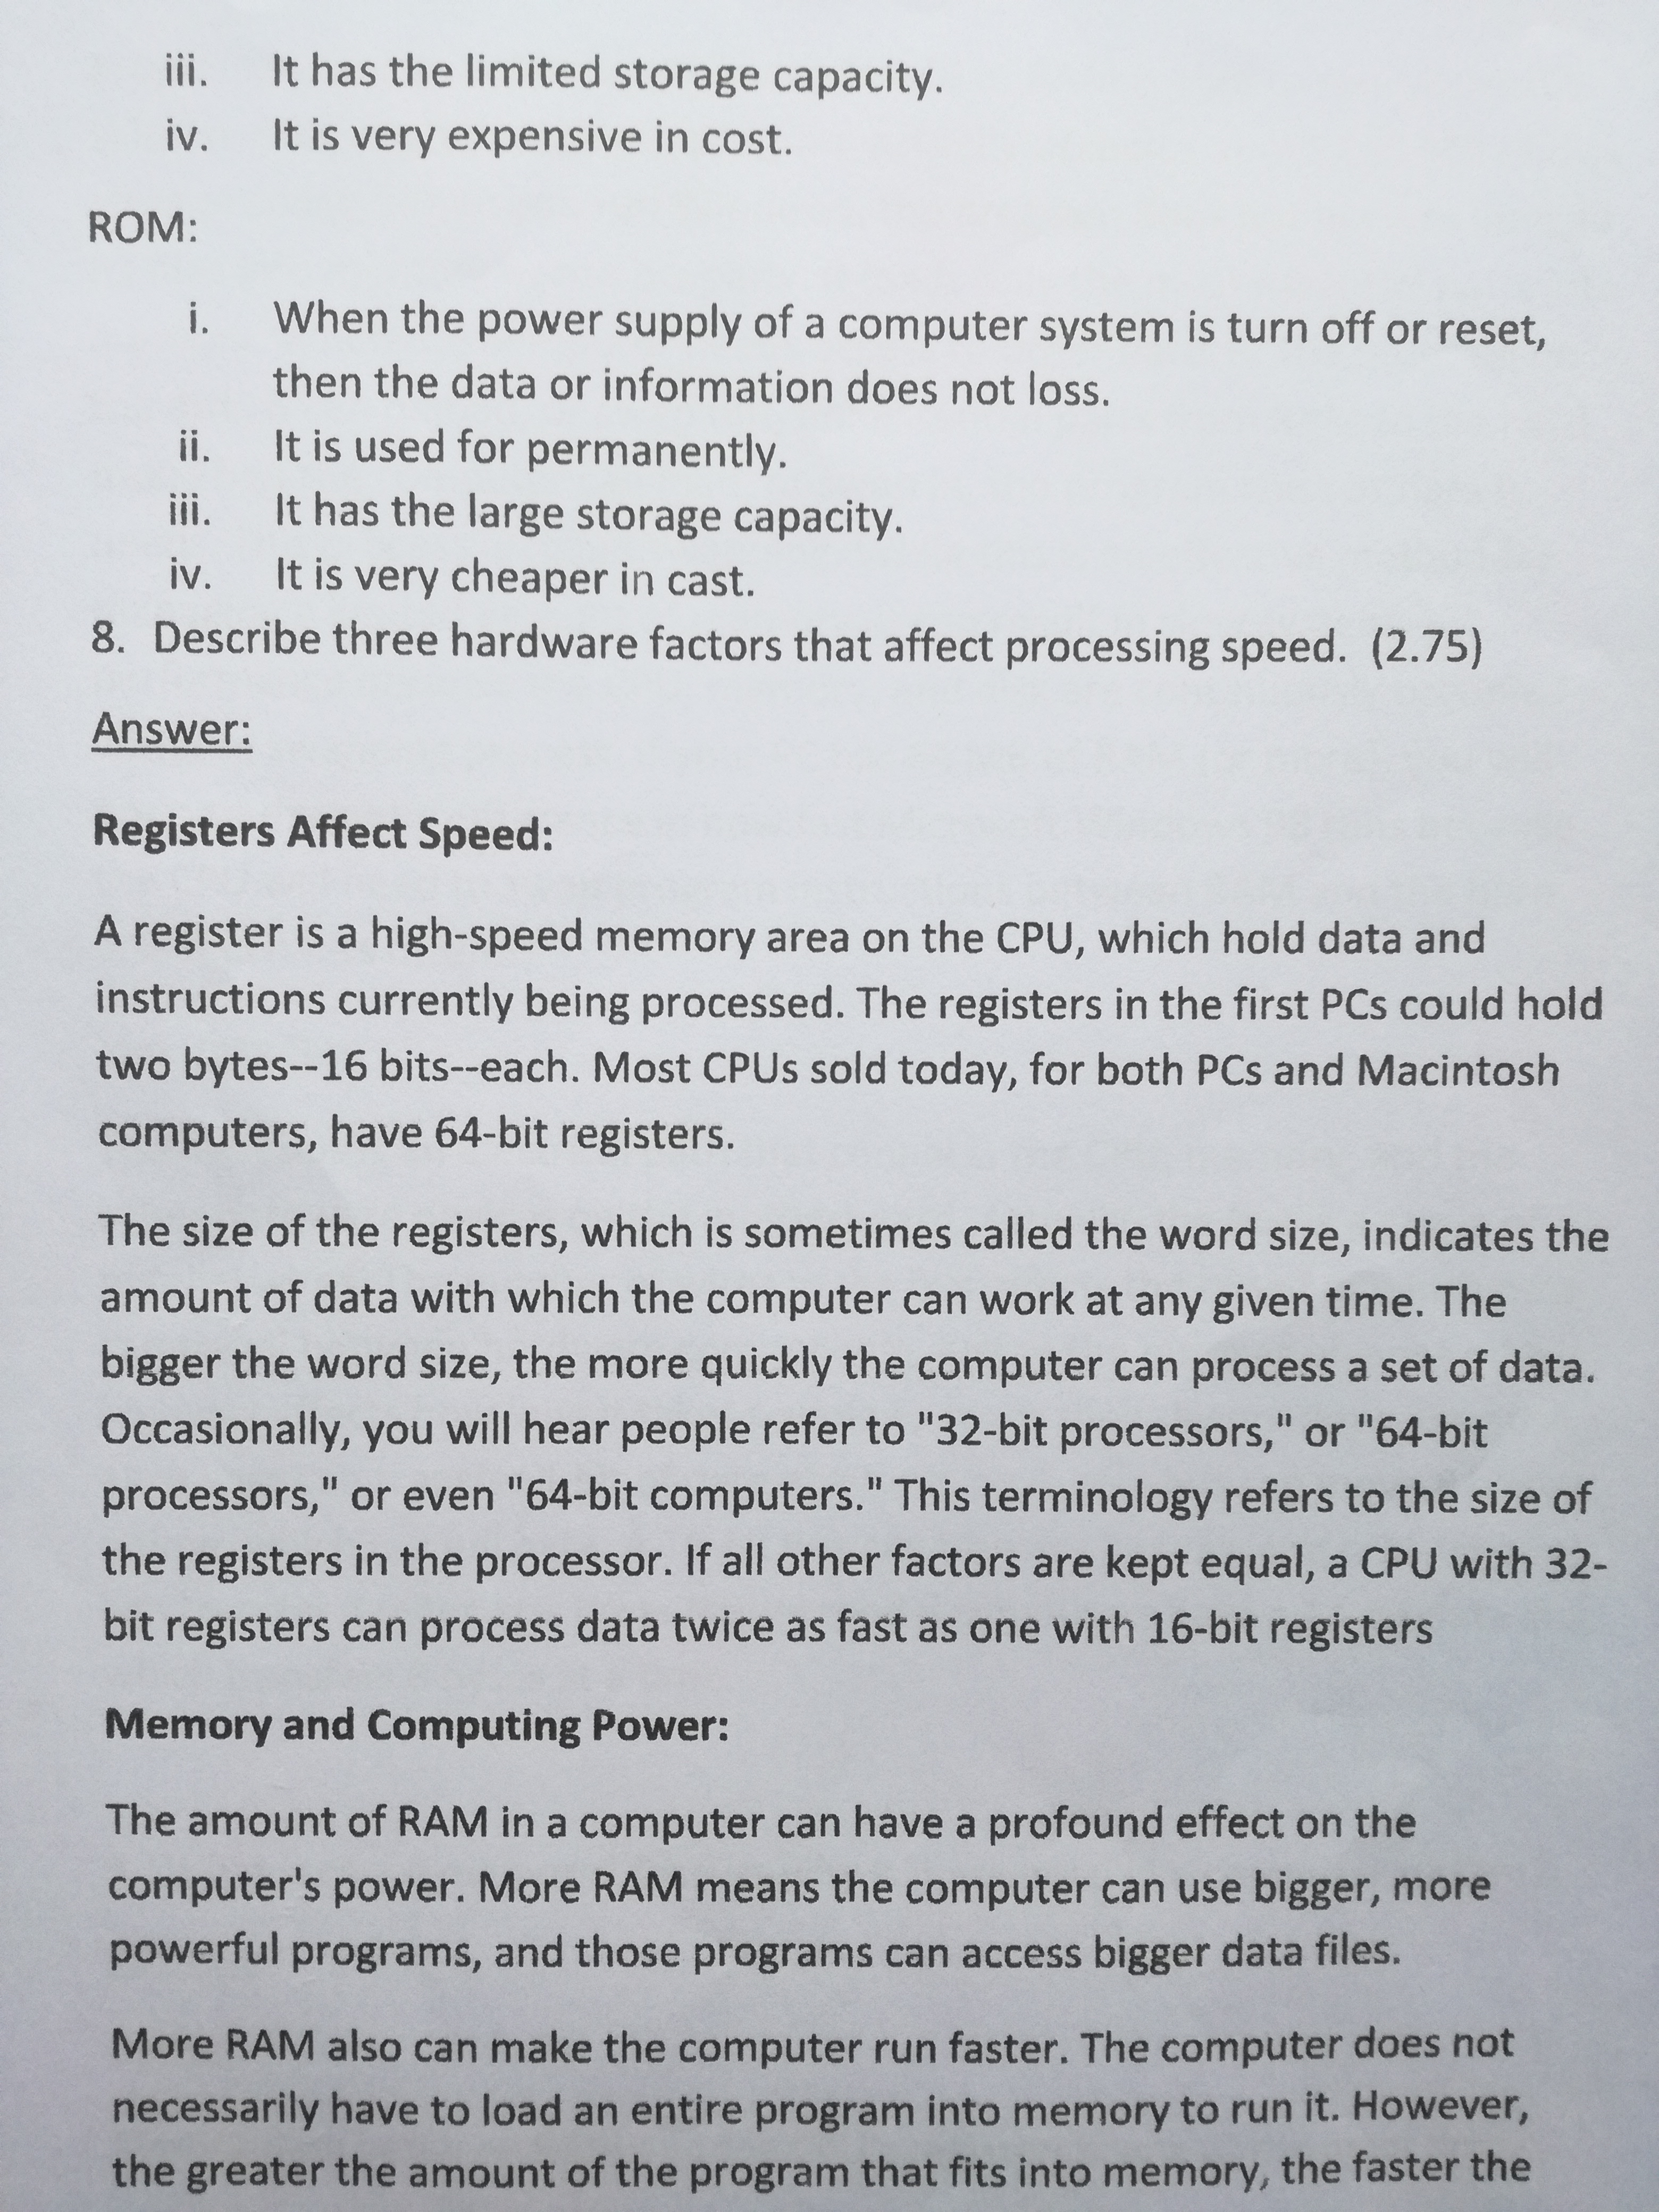 iii. It has the limited storage capacity.
iv. It is very expensive in cost.
ROM:
i. When the power supply of a computer system is turn off or reset,
then the data or information does not loss.
ii. It is used for permanently.
iii. It has the large storage capacity.
iv. It is very cheaper in cast.
8. Describe three hardware factors that affect processing speed. (2.75)
Answer:
Registers Affect Speed:
A register is a high-speed memory area on the CPU, which hold data and
instructions currently being processed. The registers in the first PCs could hold
two bytes--16 bits--each. Most CPUs sold today, for both PCs and Macintosh
computers, have 64-bit registers.
The size of the registers, which is sometimes called the word size, indicates the
amount of data with which the computer can work at any given time. The
bigger the word size, the more quickly the computer can process a set of data.
Occasionally, you will hear people refer to "32-bit processors," or "64-bit
processors," or even "64-bit computers." This terminology refers to the size of
the registers in the processor. If all other factors are kept equal, a CPU with 32-
bit registers can process data twice as fast as one with 16-bit registers
Memory and Computing Power:
The amount of RAM in a computer can have a profound effect on the
computer's power. More RAM means the computer can use bigger, more
powerful programs, and those programs can access bigger data files.
More RAM also can make the computer run faster. The computer does not
necessarily have to load an entire program into memory to run it. However,
the greater the amount of the program that fits into memory, the faster the